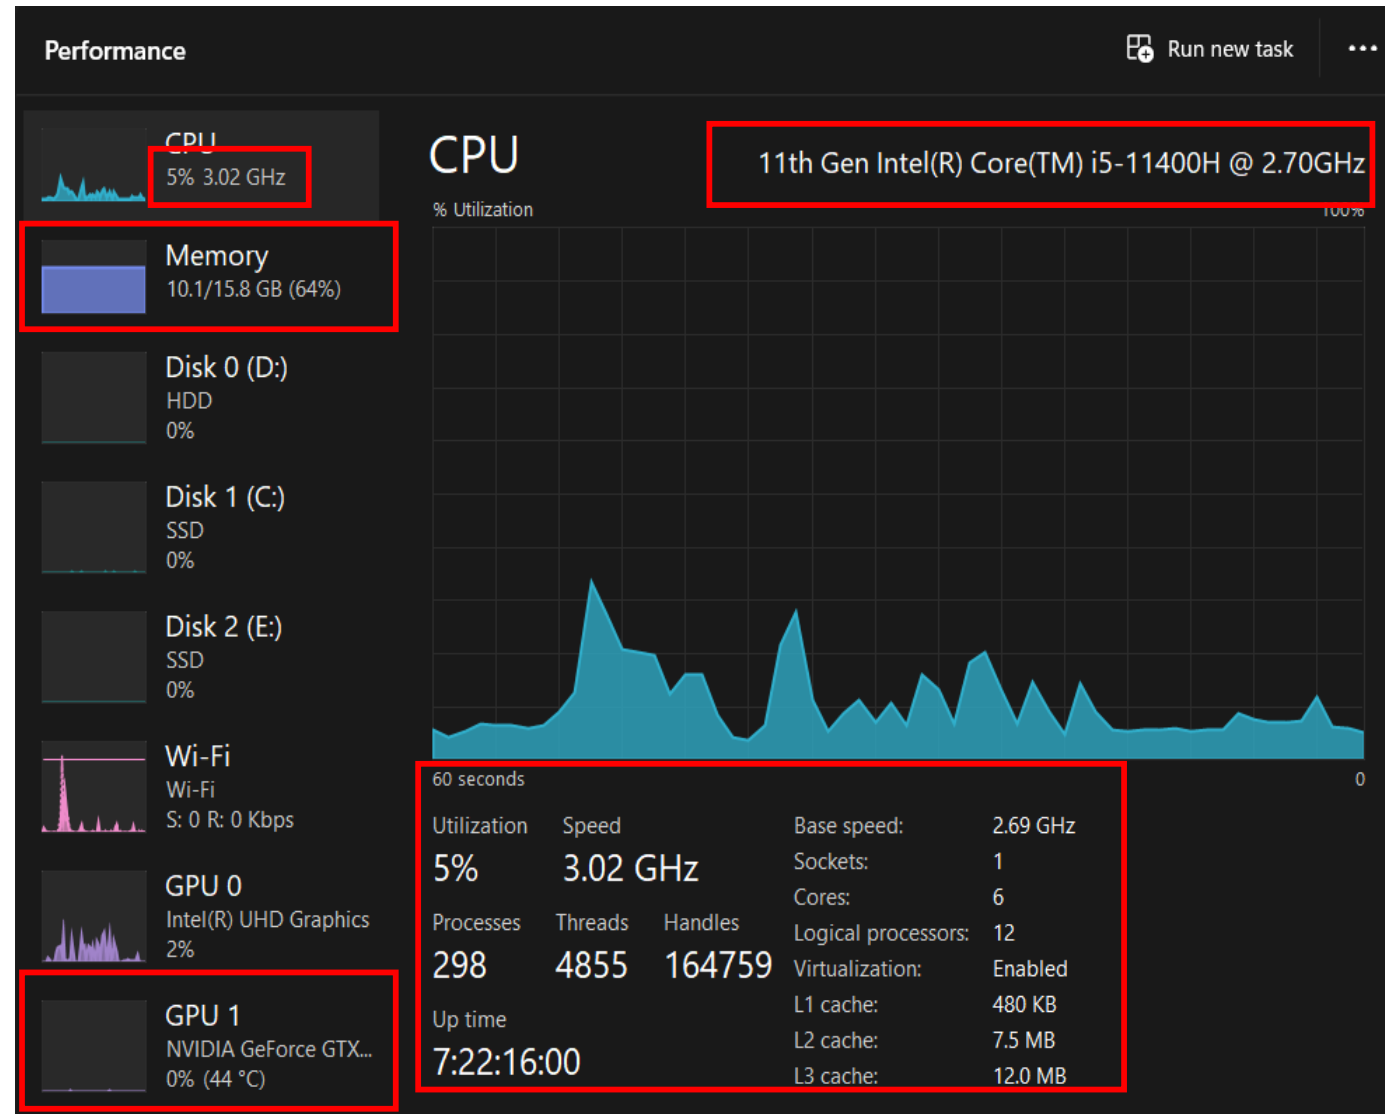 Performance
Run new task
CPU
5% 3.02 GHz
Memory
10.1/15.8 GB (64%)
Disk 0 (D:)
HDD
0%
Disk 1 (C:)
SSD
0%
Disk 2 (E:)
SSD
0%
Wi-Fi
Wi-Fi
S: 0 R: 0 Kbps
GPU 0
Intel(R) UHD Graphics
2%
GPU 1
NVIDIA GeForce GTX...
0% (44 °C)
CPU
11th Gen Intel(R) Core(TM) i5-11400H @ 2.70GHz
% Utilization
100%
60 seconds
0
Utilization Speed
5% 3.02 GHz
Processes Threads Handles
298 4855 164759
Up time
7:22:16:00
Base speed: 2.69 GHz
Sockets: 1
Cores: 6
Logical processors: 12
Virtualization: Enabled
L1 cache: 480 KB
L2 cache: 7.5 MB
L3 cache: 12.0 MB